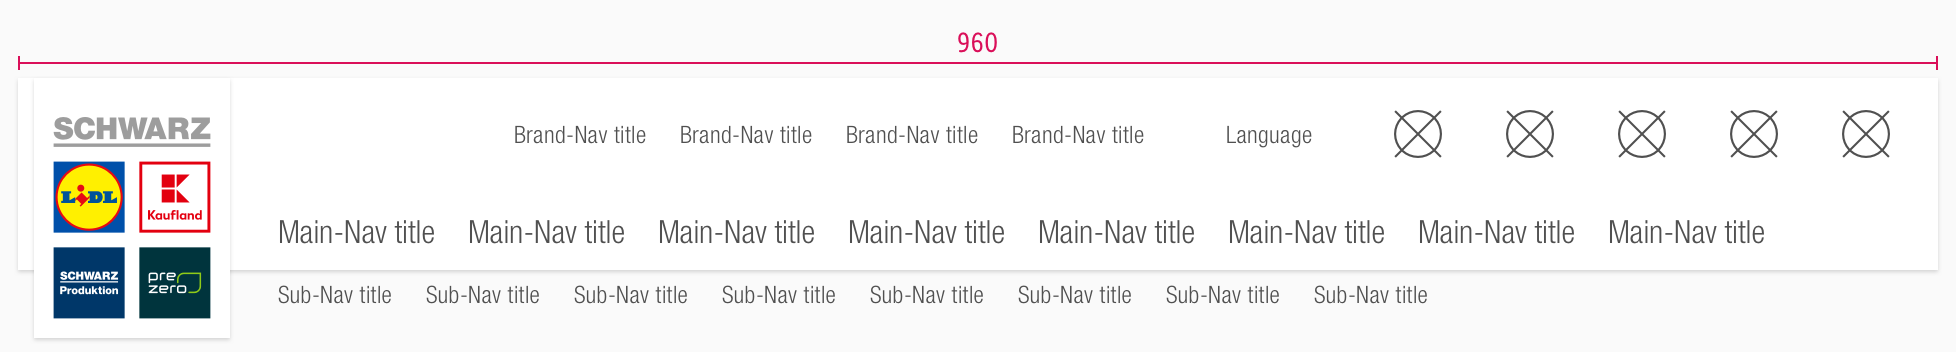 960
SCHWARZ
LiDL
Kaufland
SCHWARZ
Produktion
pre
zero
Brand-Nav title Brand-Nav title Brand-Nav title Brand-Nav title Language
Main-Nav title Main-Nav title Main-Nav title Main-Nav title Main-Nav title Main-Nav title Main-Nav title Main-Nav title
Sub-Nav title Sub-Nav title Sub-Nav title Sub-Nav title Sub-Nav title Sub-Nav title Sub-Nav title Sub-Nav title